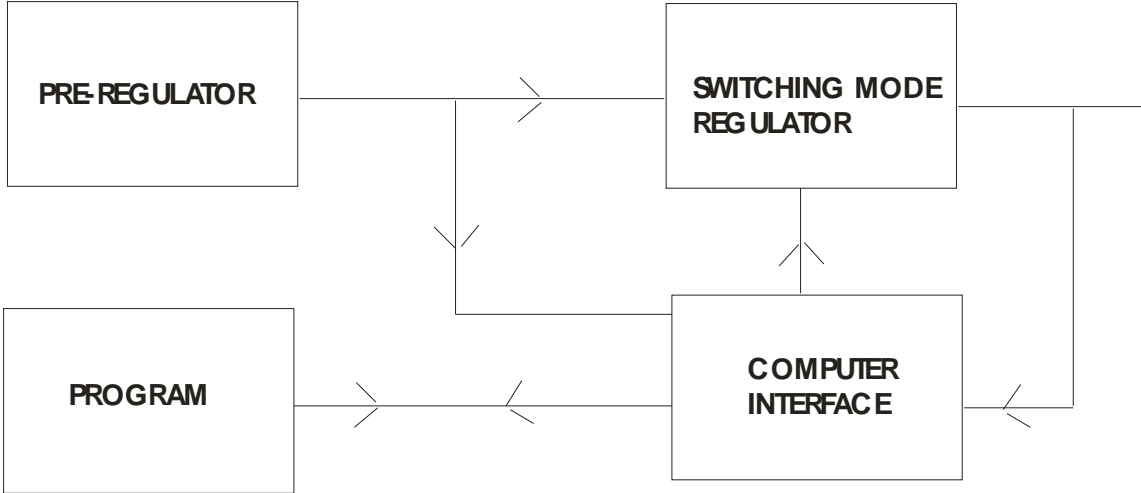 PRE-REGULATOR
SWITCHING MODE
REGULATOR
PROGRAM
COMPUTER
INTERFACE